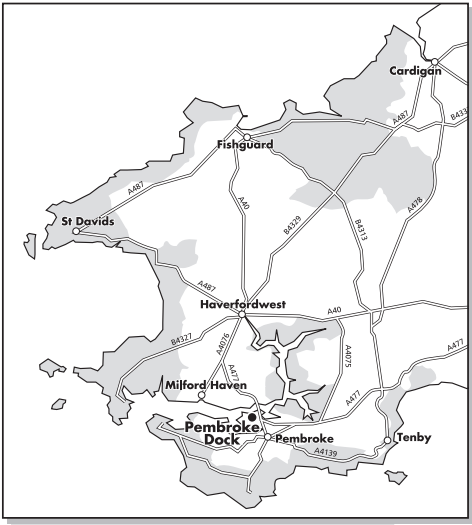 Cardigan
A487
B433
Fishguard
A487
A40
A478
St Davids
B4329
B4313
A487
Haverfordwest
A40
B4327
A4076
A4075
A477
A477
Milford Haven
A477
Pembroke
Dock
Pembroke
Tenby
A4139